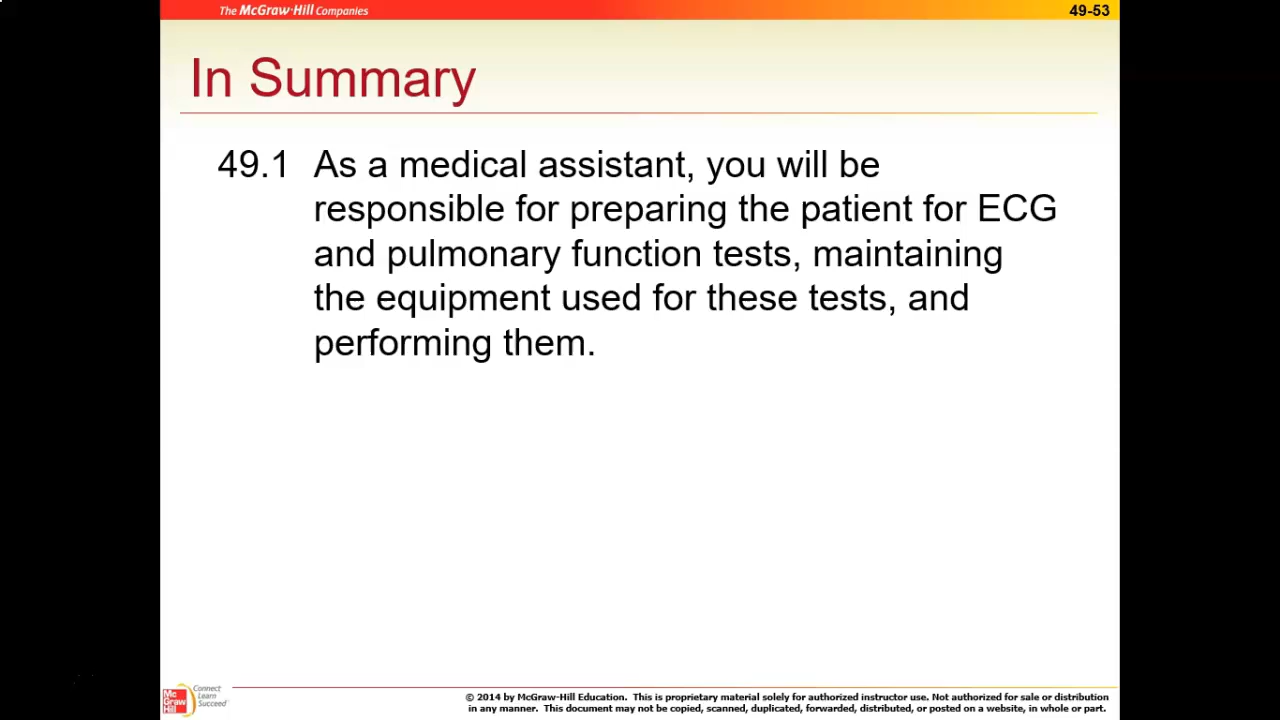 The McGraw·Hill Companies
49-53
In Summary
49.1 As a medical assistant, you will be
responsible for preparing the patient for ECG
and pulmonary function tests, maintaining
the equipment used for these tests, and
performing them.
Mc
Graw
Hill
Connect
Learn
Succeed™
© 2014 by McGraw-Hill Education. This is proprietary material solely for authorized instructor use. Not authorized for sale or distribution
in any manner. This document may not be copied, scanned, duplicated, forwarded, distributed, or posted on a website, in whole or part.